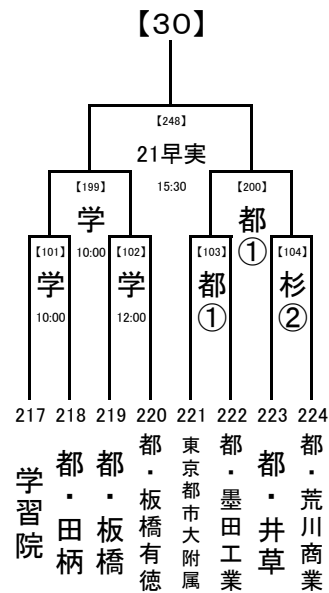 【30】
【248】
21早実
15:30
【199】
学
10:00
【200】
都
①
【101】
学
10:00
【102】
学
12:00
【103】
都
①
【104】
杉
②
217 218 219 220 221 222 223 224
学習院
都・田柄
都・板橋
都・板橋有徳
東京都市大附属
都・墨田工業
都・井草
都・荒川商業